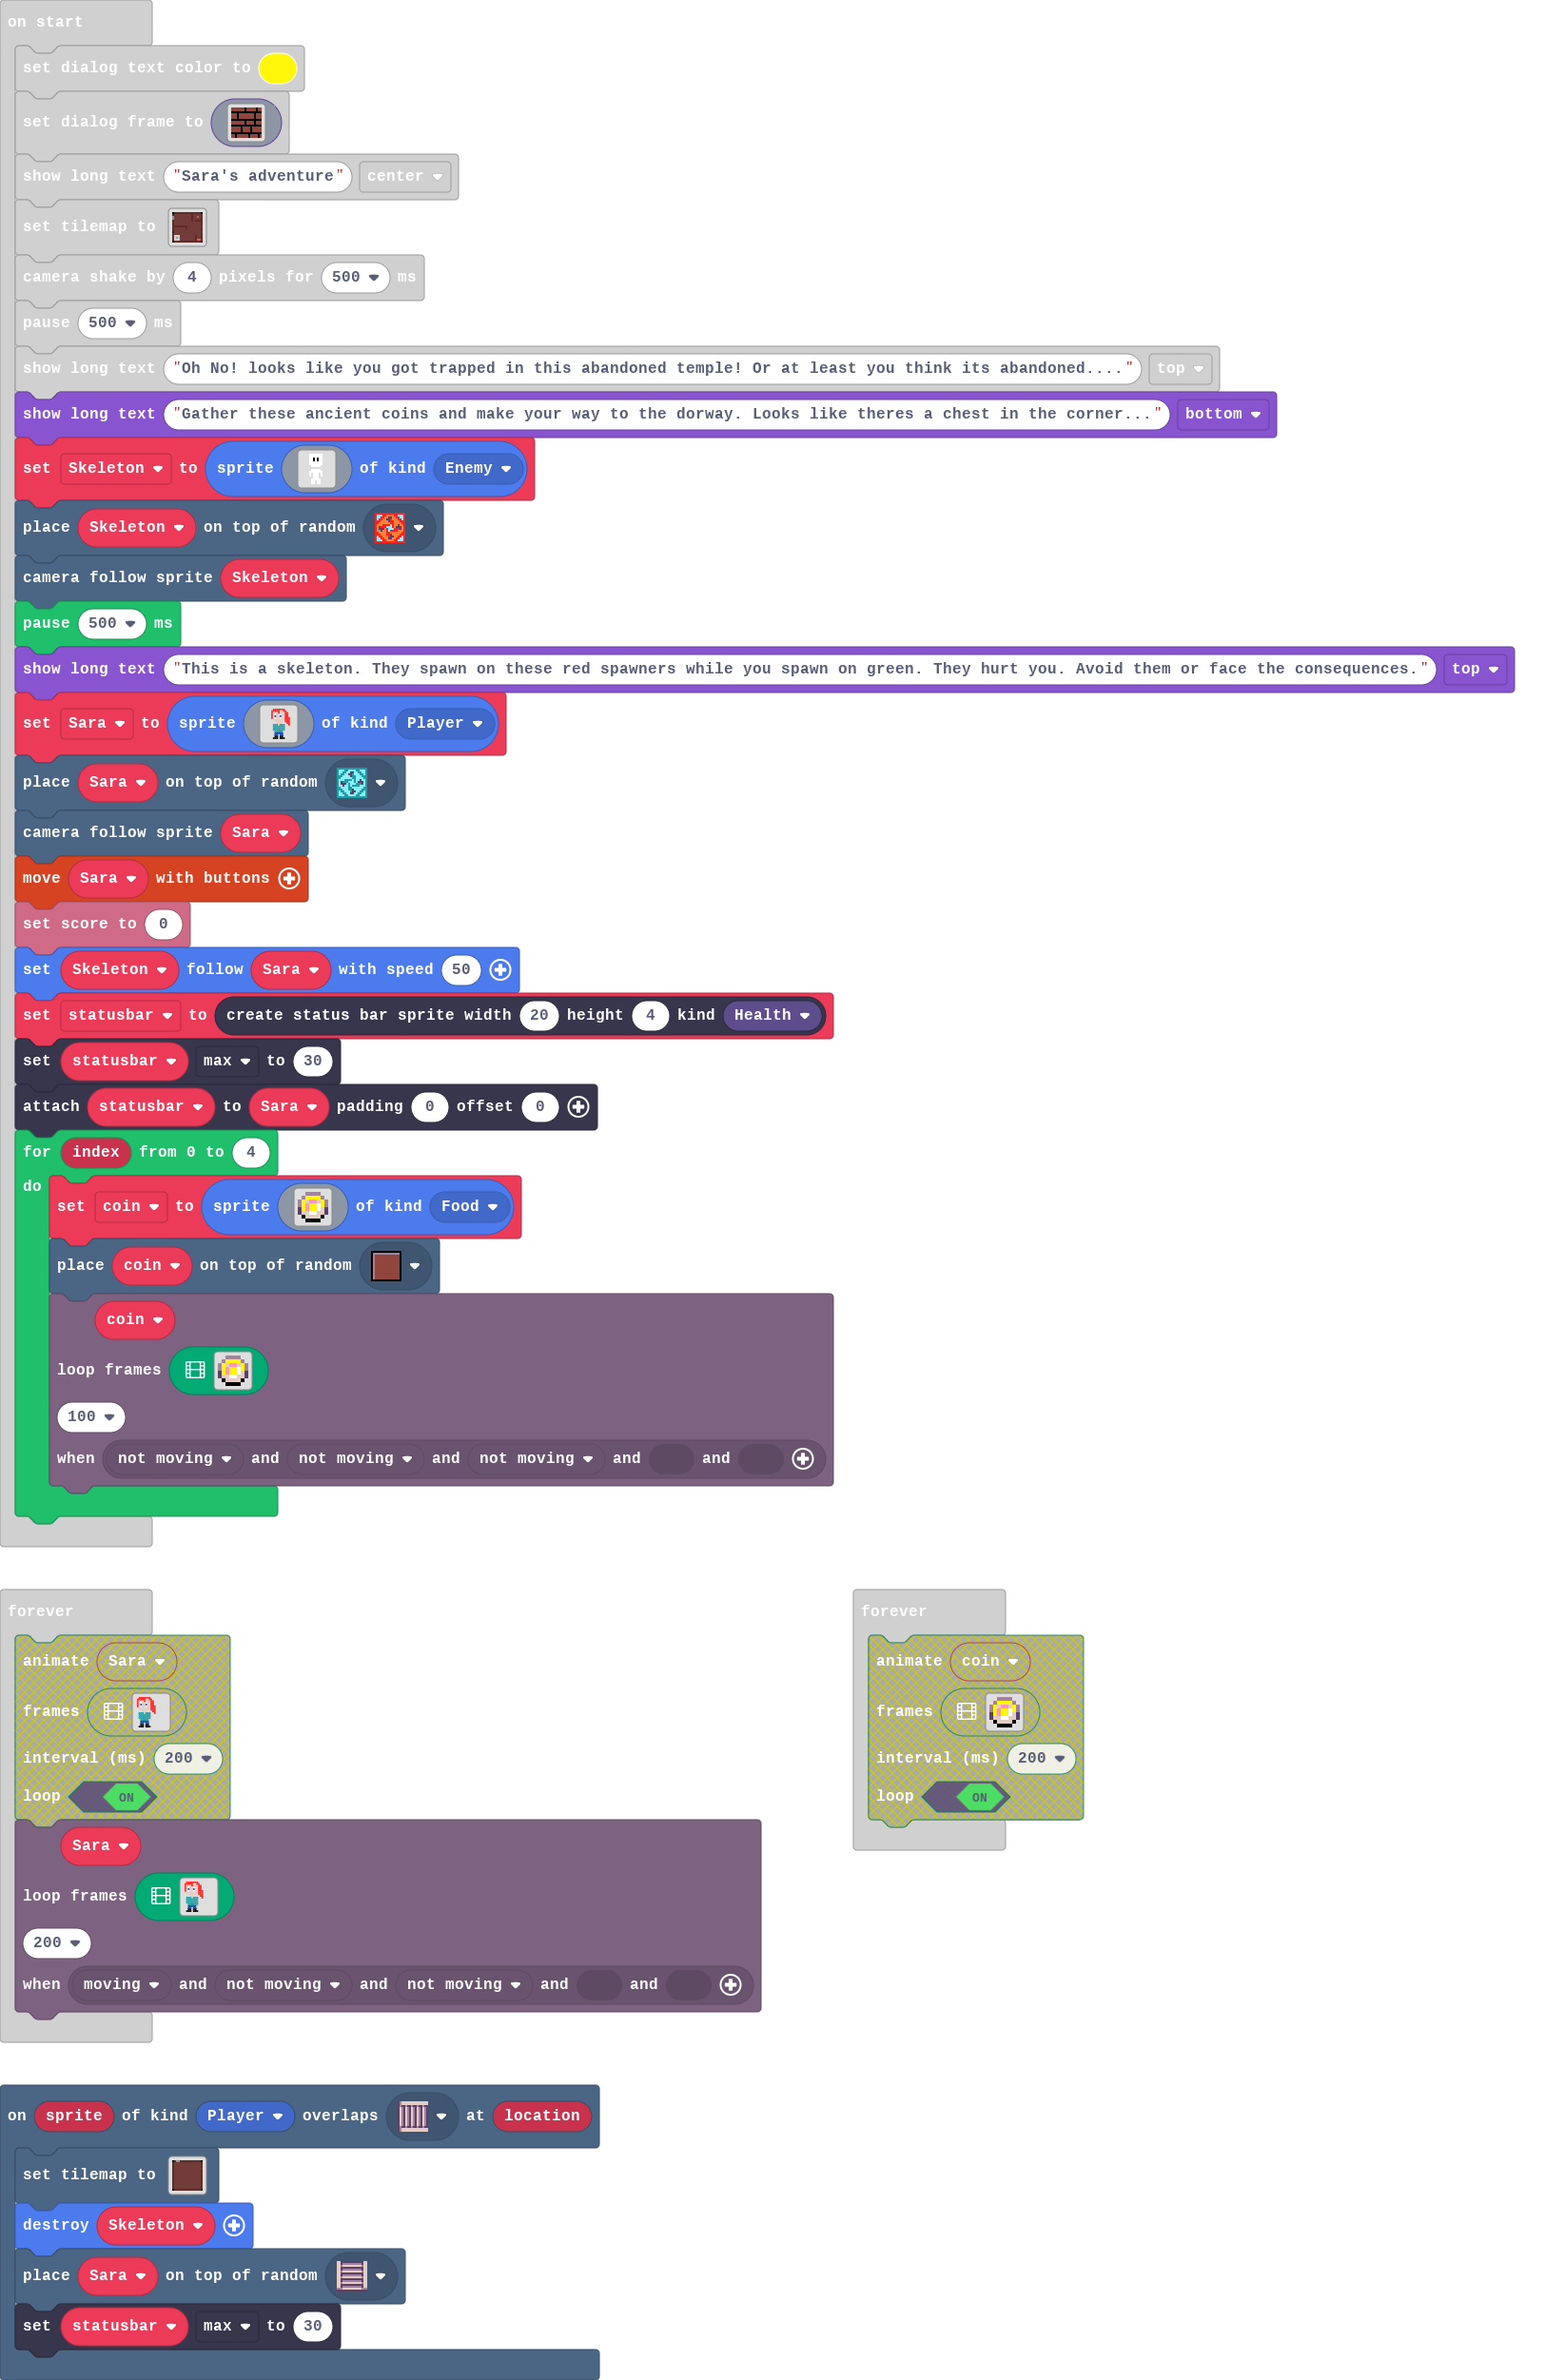 on start
set dialog text color to
set dialog frame to
show long text "Sara's adventure" center
set tilemap to
camera shake by 4 pixels for 500 ms
pause 500 ms
show long text "Oh No! looks like you got trapped in this abandoned temple! Or at least you think its abandoned...." top
show long text "Gather these ancient coins and make your way to the dorway. Looks like theres a chest in the corner..." bottom
set Skeleton to sprite of kind Enemy
place Skeleton on top of random
camera follow sprite Skeleton
pause 500 ms
show long text "This is a skeleton. They spawn on these red spawners while you spawn on green. They hurt you. Avoid them or face the consequences." top
set Sara to sprite of kind Player
place Sara on top of random
camera follow sprite Sara
move Sara with buttons
set score to 0
set Skeleton follow Sara with speed 50
set statusbar to create status bar sprite width 20 height 4 kind Health
set statusbar max to 30
attach statusbar to Sara padding 0 offset 0
for index from 0 to 4
do
set coin to sprite of kind Food
place coin on top of random
coin
loop frames
100
when not moving and not moving and not moving and and
forever
animate Sara
frames
interval (ms) 200
loop ON
Sara
loop frames
200
when moving and not moving and not moving and and
forever
animate coin
frames
interval (ms) 200
loop ON
on sprite of kind Player overlaps at location
set tilemap to
destroy Skeleton
place Sara on top of random
set statusbar max to 30